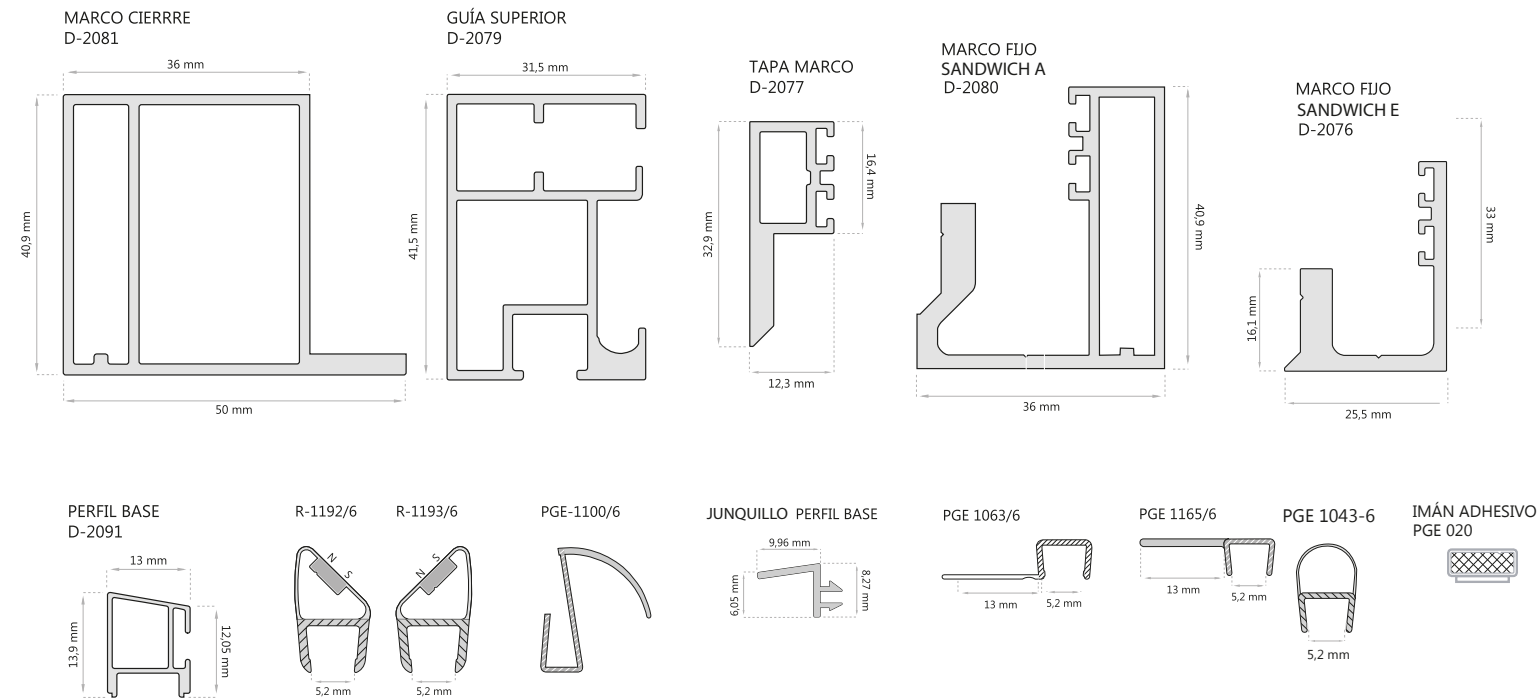 MARCO CIERRRE
D-2081
36 mm
40,9 mm
50 mm
GUÍA SUPERIOR
D-2079
31,5 mm
41,5 mm
TAPA MARCO
D-2077
32,9 mm
16,4 mm
12,3 mm
MARCO FIJO
SANDWICH A
D-2080
40,9 mm
36 mm
MARCO FIJO
SANDWICH E
D-2076
33 mm
16,1 mm
25,5 mm
PERFIL BASE
D-2091
13 mm
13,9 mm
12,05 mm
R-1192/6
N S
5,2 mm
R-1193/6
S N
5,2 mm
PGE-1100/6
JUNQUILLO PERFIL BASE
9,96 mm
6,05 mm
8,27 mm
PGE 1063/6
13 mm
5,2 mm
PGE 1165/6
13 mm
5,2 mm
PGE 1043-6
5,2 mm
IMÁN ADHESIVO
PGE 020